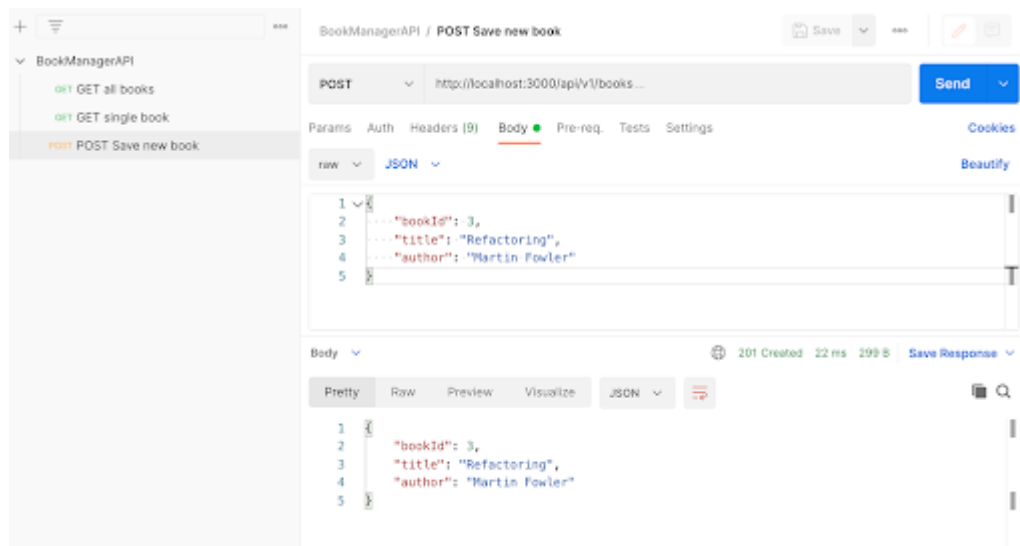 BookManagerAPI
GET GET all books
GET GET single book
POST POST Save new book
BookManagerAPI / POST Save new book
Save
POST http://localhost:3000/api/v1/books...
Send
Params Auth Headers (9) Body Pre-req. Tests Settings
Cookies
raw JSON
Beautify
1 {
2 "bookId": 3,
3 "title": "Refactoring",
4 "author": "Martin Fowler"
5 }
Body
201 Created 22 ms 299 B Save Response
Pretty Raw Preview Visualize JSON
1 {
2 "bookId": 3,
3 "title": "Refactoring",
4 "author": "Martin Fowler"
5 }